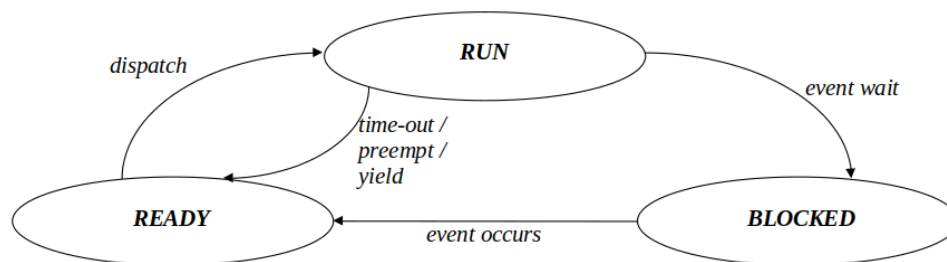 RUN
dispatch
event wait
time-out /
preempt /
yield
READY
BLOCKED
event occurs